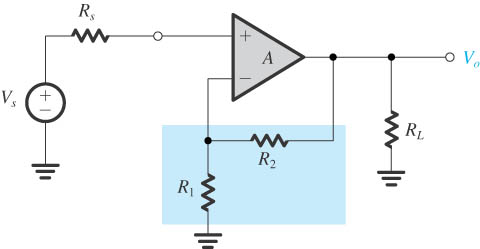 Rs
+
A
−
Vo
Vs
+
−
RL
R2
R1